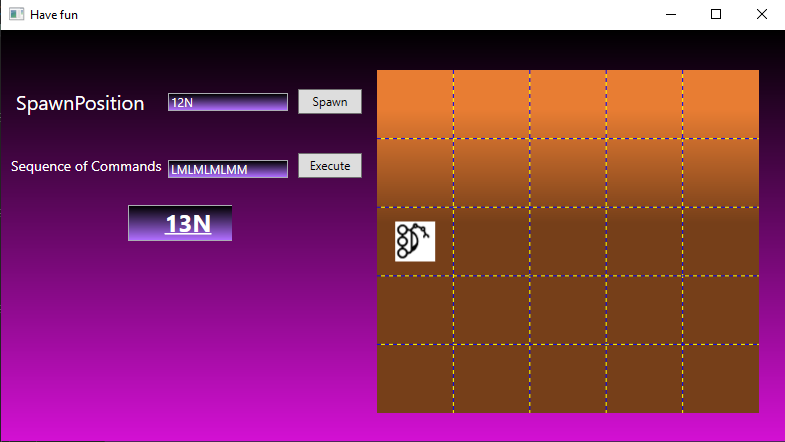 Have fun
SpawnPosition 12N Spawn
Sequence of Commands LMLMLMLMM Execute
13N